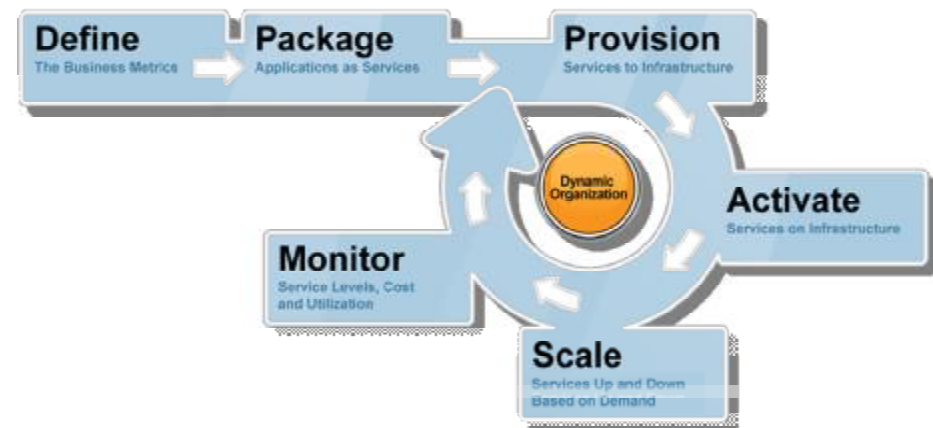 Define
The Business Metrics
Package
Applications as Services
Provision
Services to Infrastructure
Dynamic
Organization
Activate
Services on Infrastructure
Monitor
Service Levels, Cost
and Utilization
Scale
Services Up and Down
Based on Demand